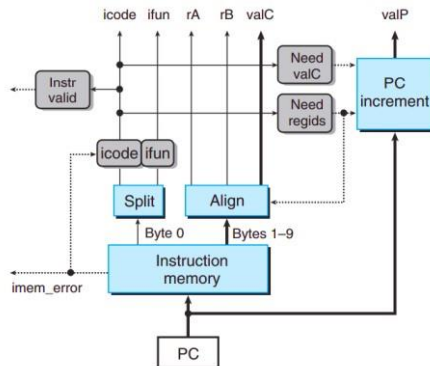 icode ifun rA rB valC valP
Need
valC
PC
increment
Instr
valid
Need
regids
icode ifun
Split Align
Byte 0 Bytes 1–9
Instruction
memory
imem_error
PC